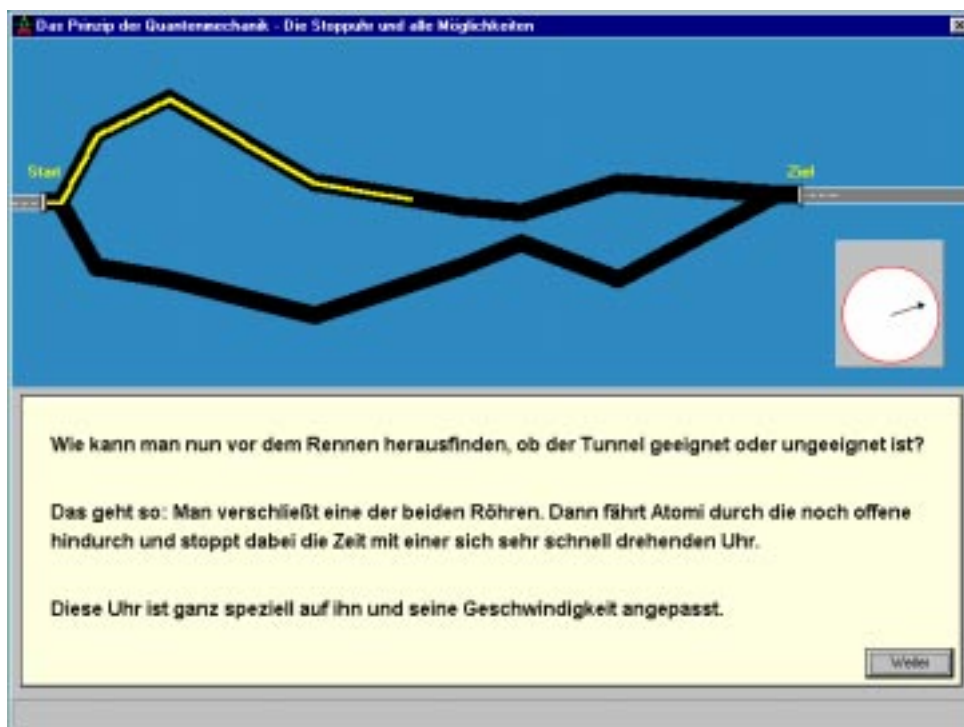 Das Prinzip der Quantenmechanik - Die Stoppuhr und alle Möglichkeiten
Start
Ziel
Wie kann man nun vor dem Rennen herausfinden, ob der Tunnel geeignet oder ungeeignet ist?
Das geht so: Man verschließt eine der beiden Röhren. Dann fährt Atomi durch die noch offene
hindurch und stoppt dabei die Zeit mit einer sich sehr schnell drehenden Uhr.
Diese Uhr ist ganz speziell auf ihn und seine Geschwindigkeit angepasst.
Weiter